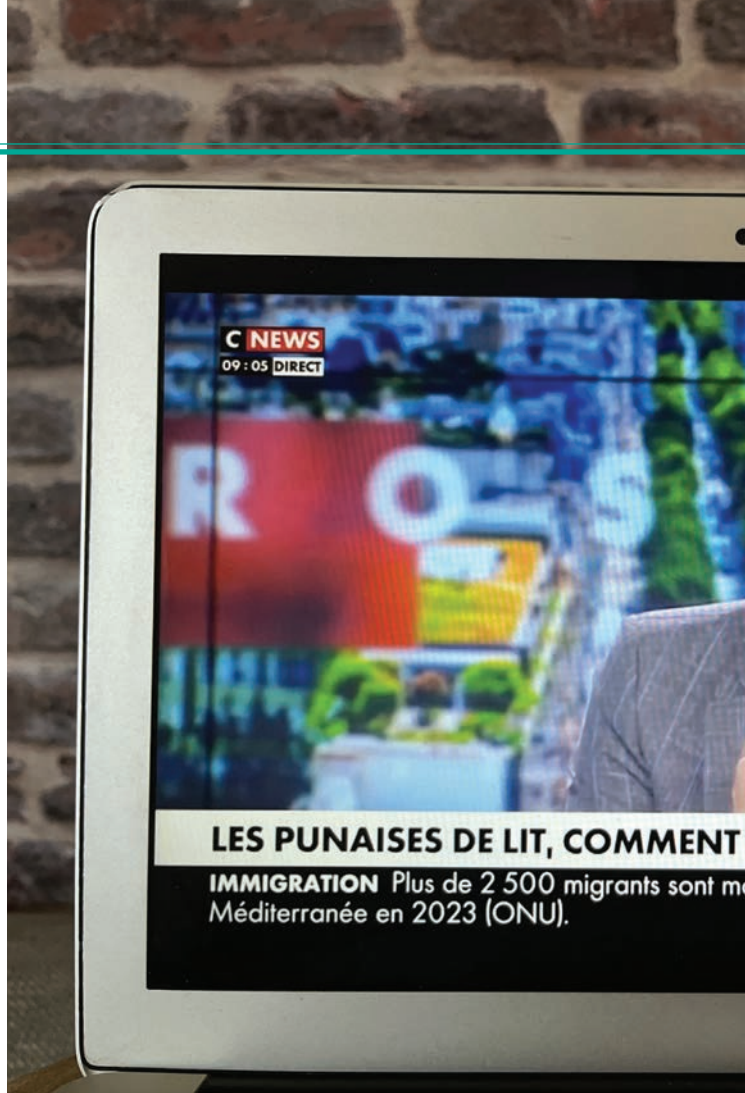 C NEWS
09:05 DIRECT
R O S
LES PUNAISES DE LIT, COMMENT
IMMIGRATION Plus de 2 500 migrants sont
Méditerranée en 2023 (ONU).